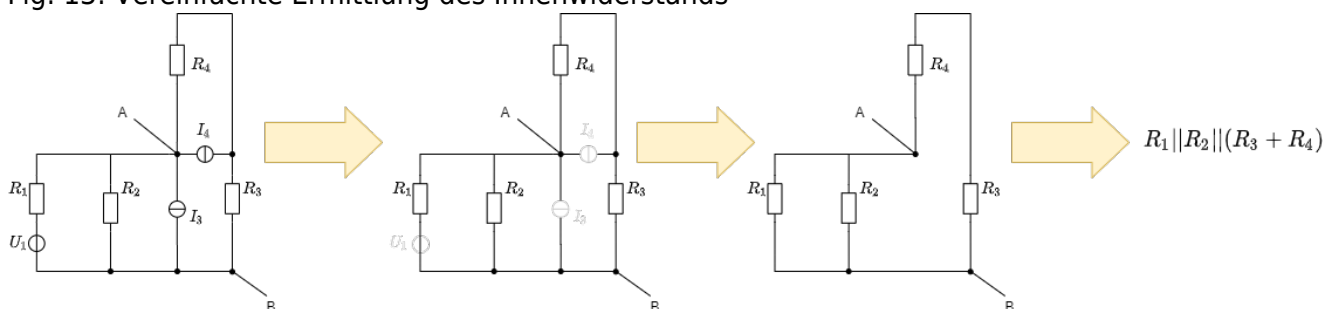 Fig. 13: Vereinfachte Ermittlung des Innenwiderstands
R₄
A
I₄
R₁
R₂
I₃
R₃
U₁
B
R₄
A
I₄
R₁
R₂
I₃
R₃
U₁
B
R₄
A
R₁
R₂
R₃
B
R₁||R₂||(R₃ + R₄)